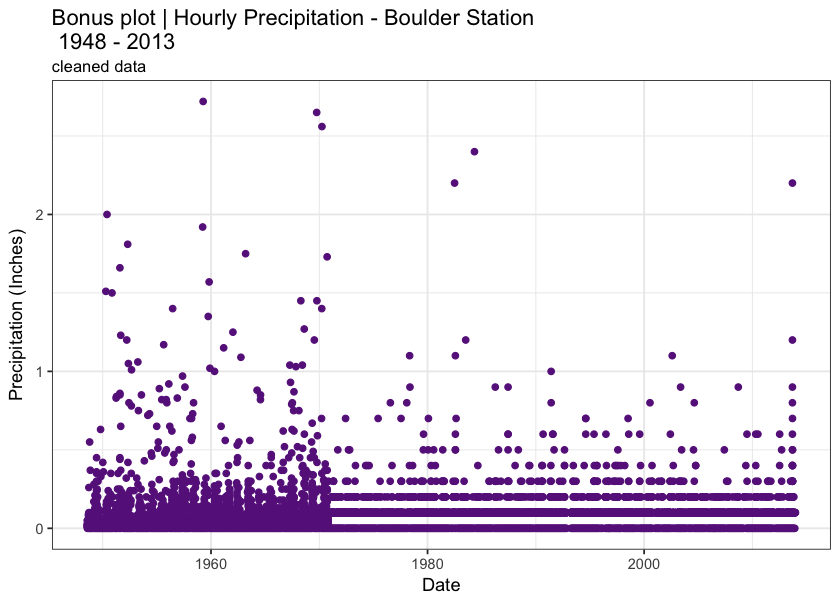 Bonus plot | Hourly Precipitation - Boulder Station
1948 - 2013
cleaned data
Precipitation (Inches)
2
1
0
1960
1980
2000
Date